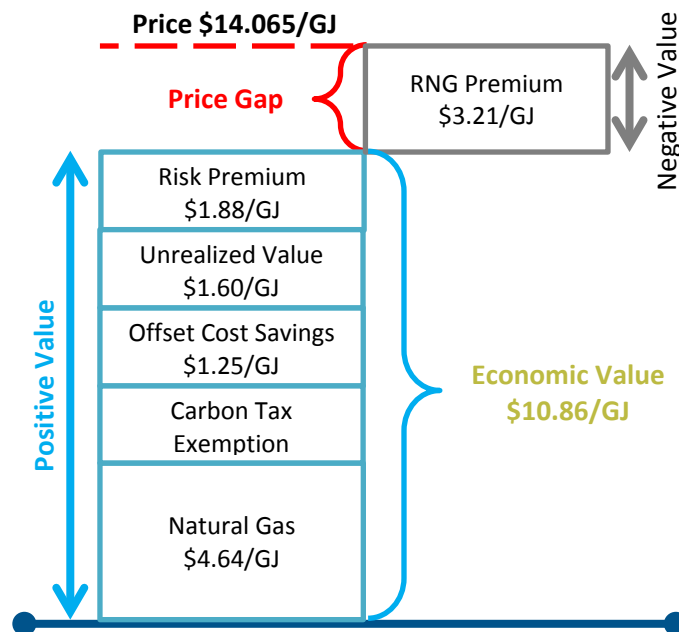 Price $14.065/GJ
Price Gap
RNG Premium
$3.21/GJ
Negative Value
Risk Premium
$1.88/GJ
Unrealized Value
$1.60/GJ
Offset Cost Savings
$1.25/GJ
Carbon Tax
Exemption
Natural Gas
$4.64/GJ
Positive Value
Economic Value
$10.86/GJ